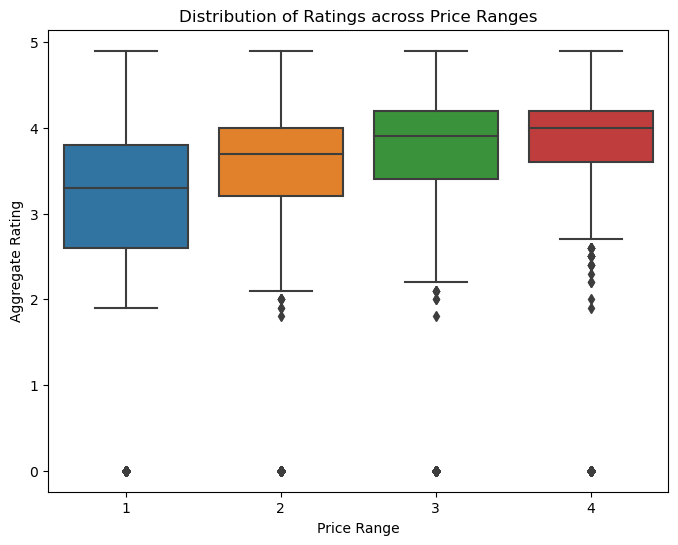 Distribution of Ratings across Price Ranges
Aggregate Rating
5
4
3
2
1
0
1 2 3 4
Price Range